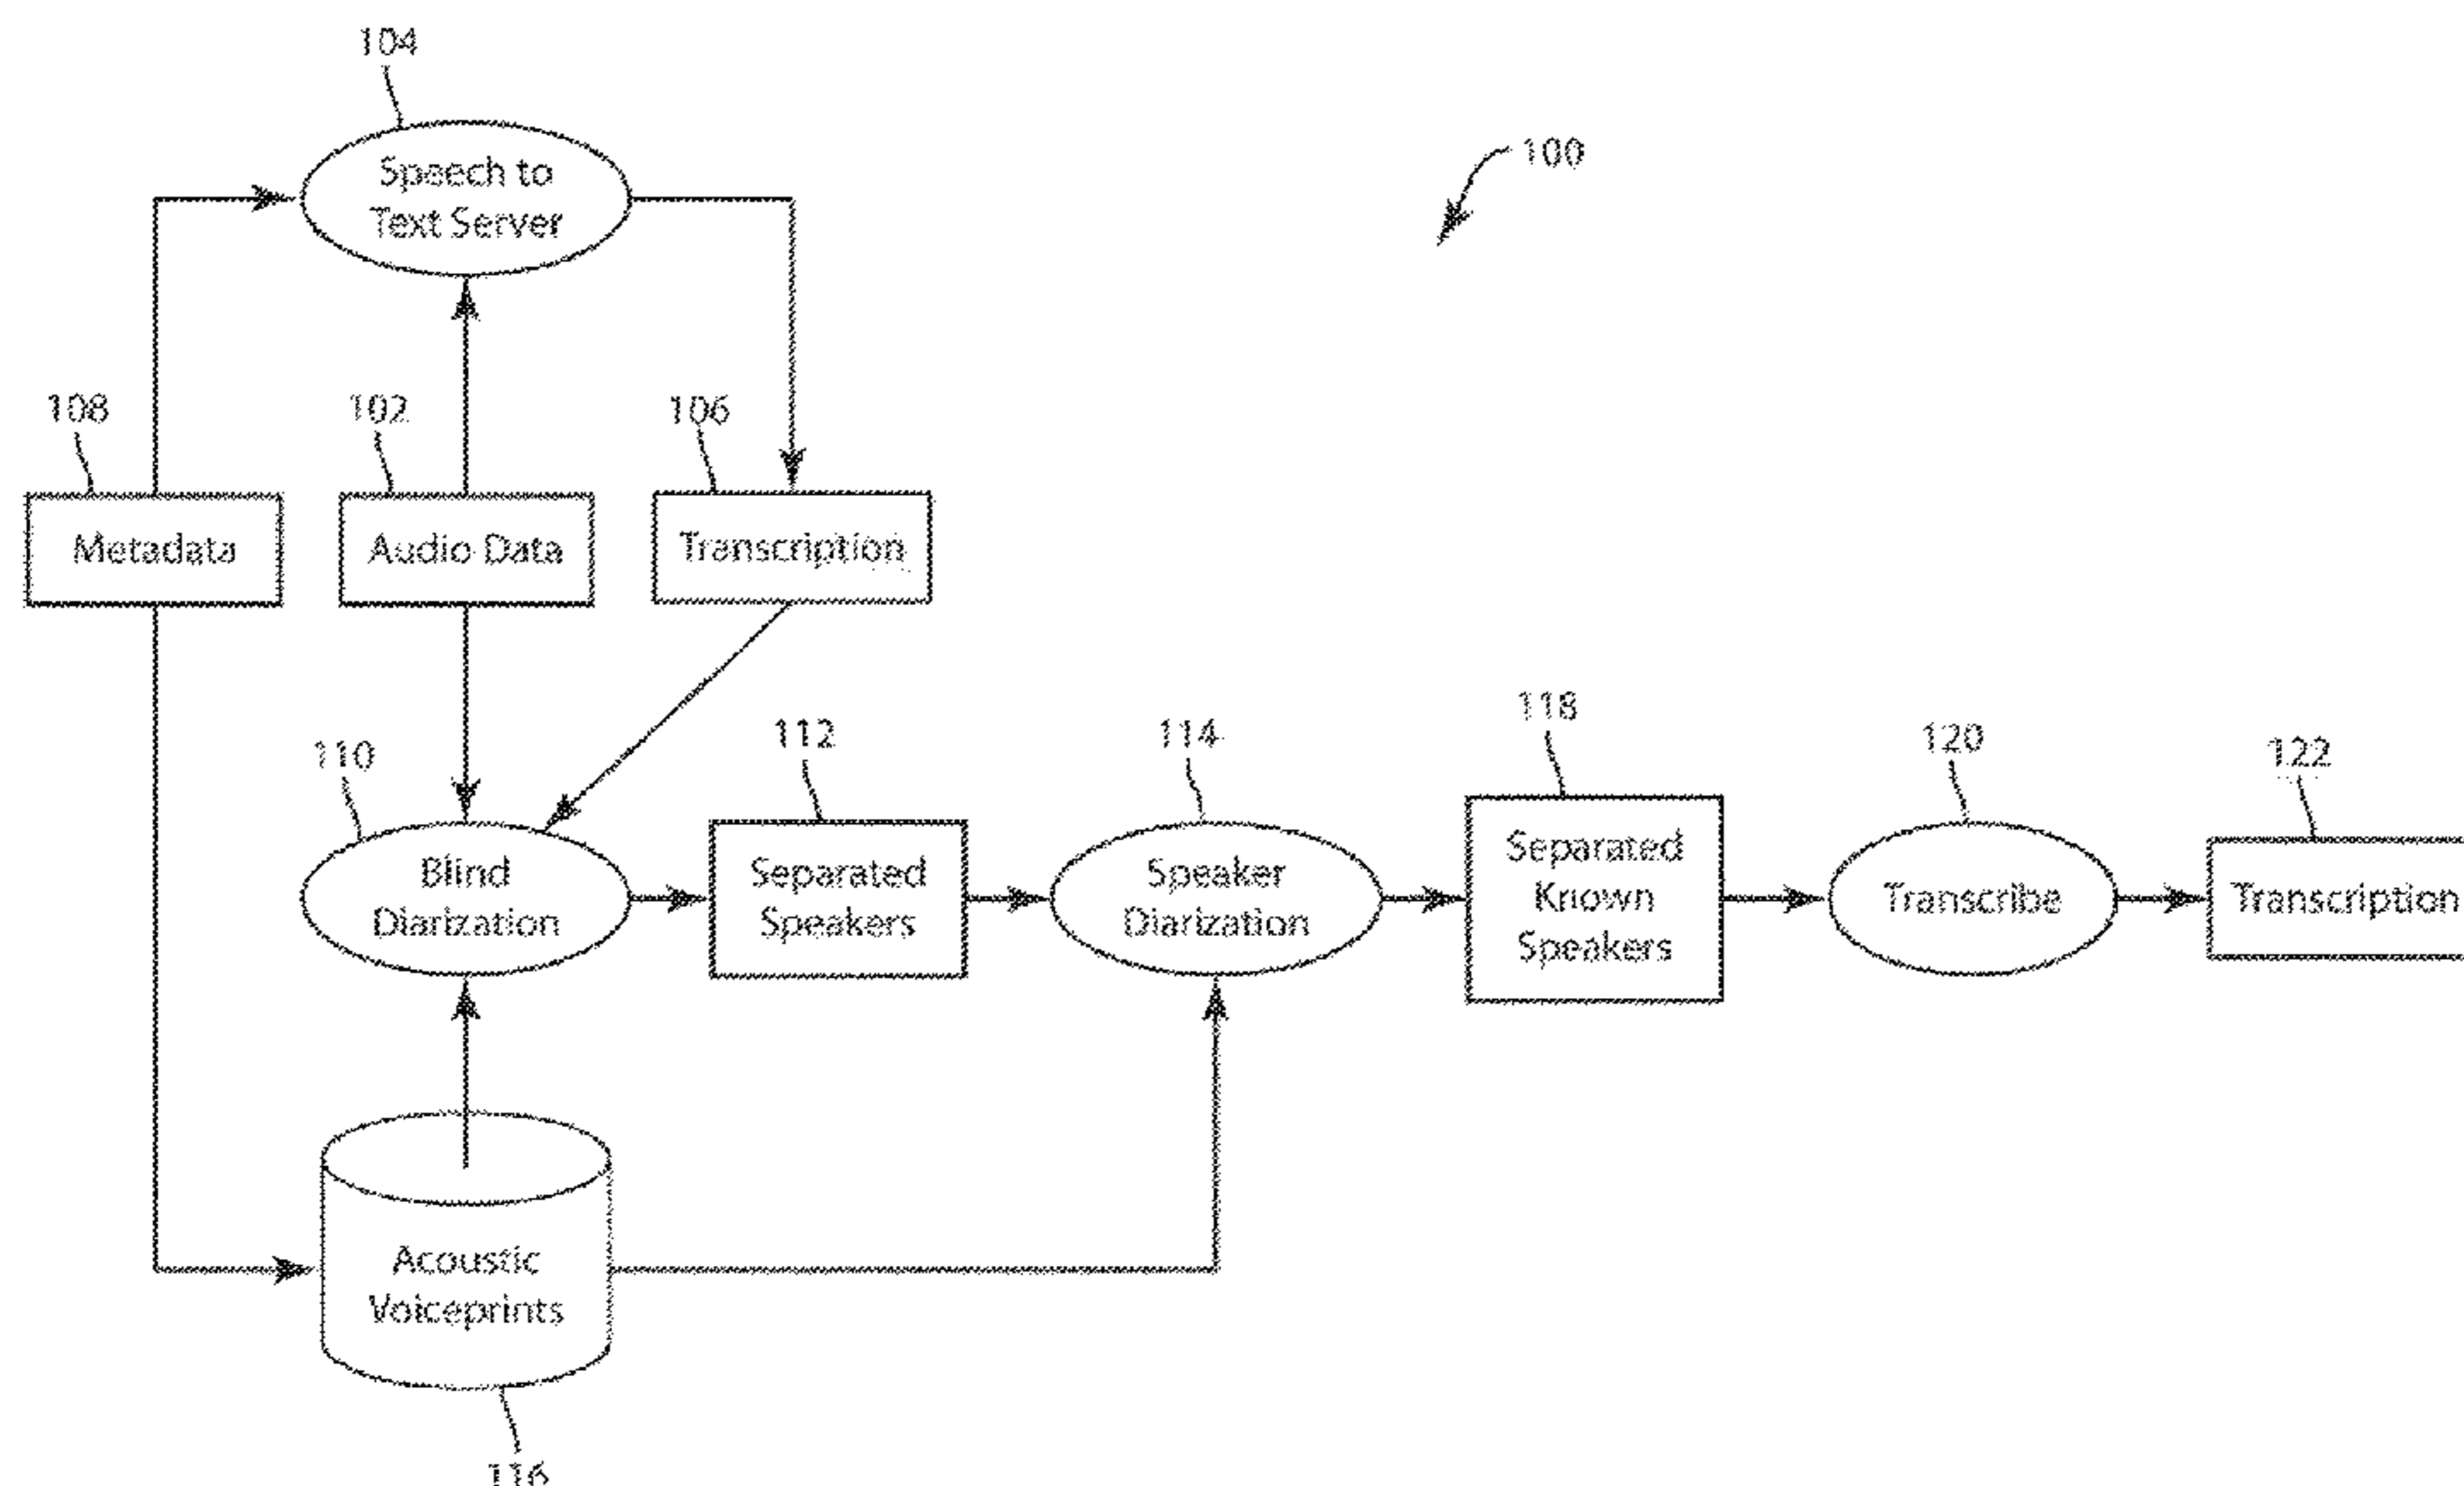 104
Speech to
Text Server
100
108
102
106
Metadata
Audio Data
Transcription
110
112
114
118
120
122
Blind
Diarization
Separated
Speakers
Speaker
Diarization
Separated
Known
Speakers
Transcribe
Transcription
Acoustic
Voiceprints
116